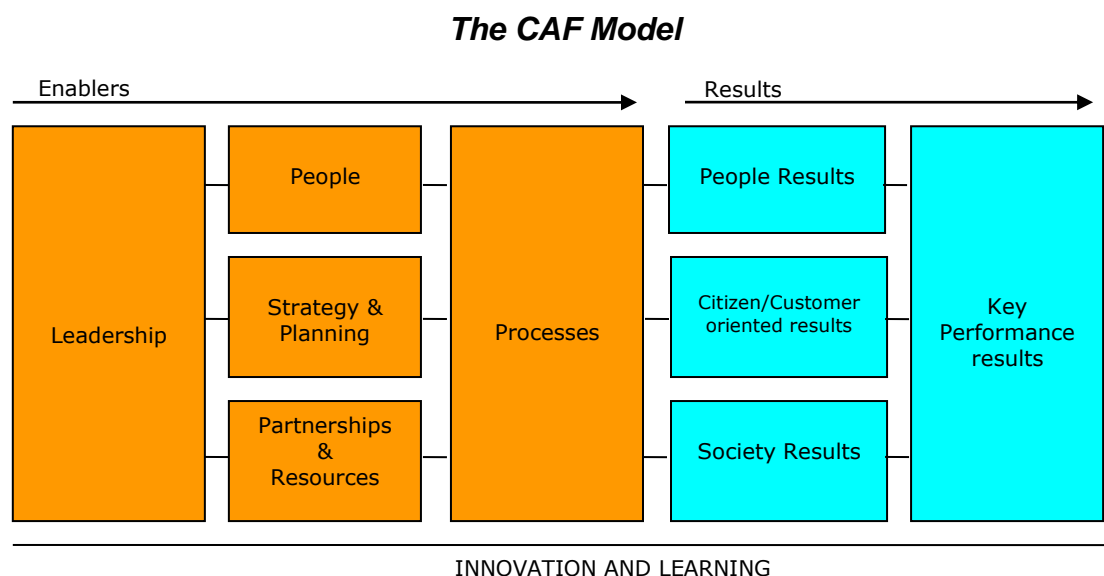 The CAF Model
Enablers
Results
Leadership
People
Strategy &
Planning
Partnerships
&
Resources
Processes
People Results
Citizen/Customer
oriented results
Society Results
Key
Performance
results
INNOVATION AND LEARNING